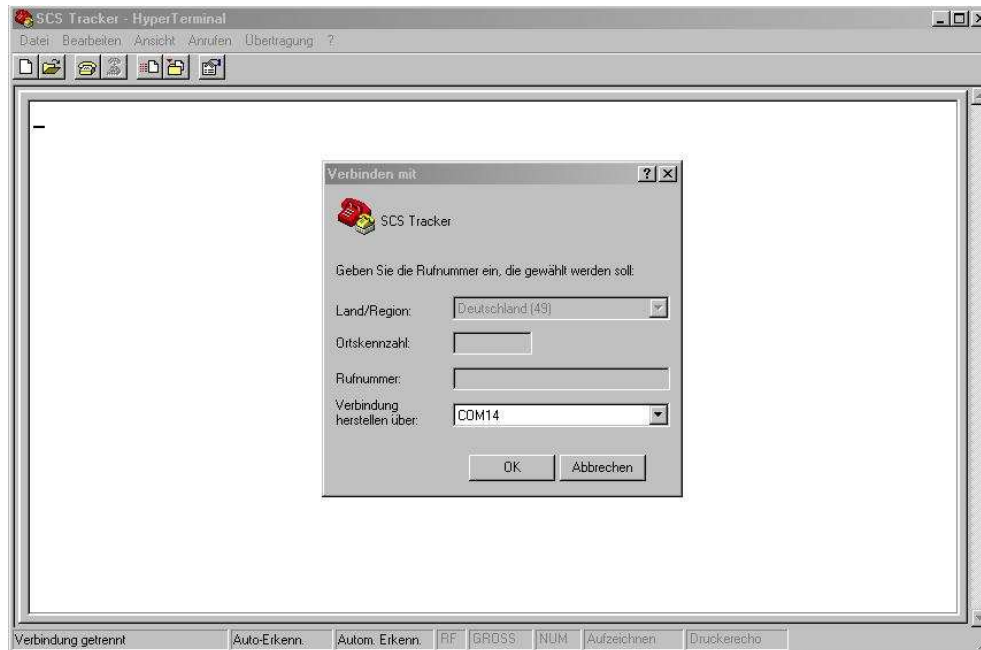 SCS Tracker - HyperTerminal
Datei Bearbeiten Ansicht Anrufen Übertragung ?
Verbinden mit
SCS Tracker
Geben Sie die Rufnummer ein, die gewählt werden soll:
Land/Region: Deutschland (49)
Ortskennzahl:
Rufnummer:
Verbindung
herstellen über: COM14
OK Abbrechen
Verbindung getrennt Auto-Erkenn. Autom. Erkenn. RF GROSS NUM Aufzeichnen Druckerecho